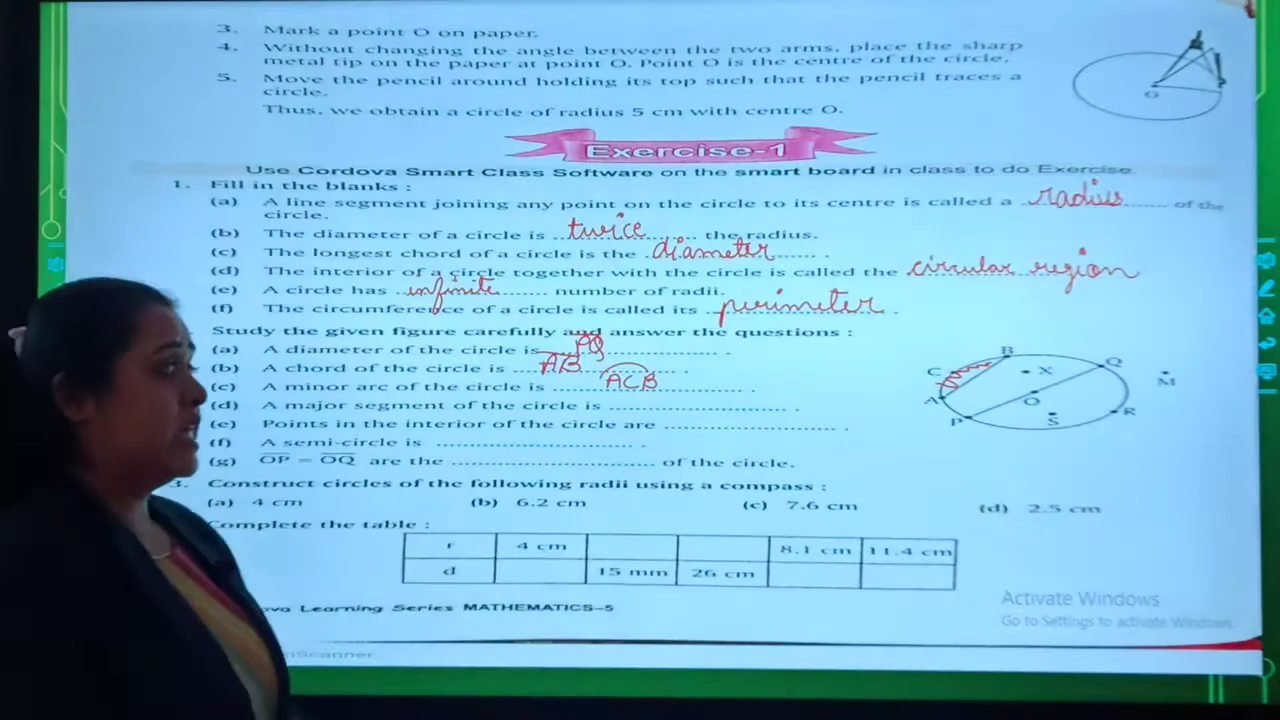 3. Mark a point O on paper.
4. Without changing the angle between the two arms, place the sharp
metal tip on the paper at point O. Point O is the centre of the circle.
5. Move the pencil around holding its top such that the pencil traces a
circle.
Thus, we obtain a circle of radius 5 cm with centre O.
O
Exercise-1
Use Cordova Smart Class Software on the smart board in class to do Exercise.
1. Fill in the blanks :
(a) A line segment joining any point on the circle to its centre is called a radius of the
circle.
(b) The diameter of a circle is twice the radius.
(c) The longest chord of a circle is the diameter .
(d) The interior of a circle together with the circle is called the circular region
(e) A circle has infinite number of radii.
(f) The circumference of a circle is called its perimeter .
Study the given figure carefully and answer the questions :
(a) A diameter of the circle is PQ .
(b) A chord of the circle is AB .
(c) A minor arc of the circle is ACB .
(d) A major segment of the circle is .................... .
(e) Points in the interior of the circle are .................... .
(f) A semi-circle is .................... .
(g) OP = OQ are the .................... of the circle.
B
C
X
Q
M
A
O
P
S
R
3. Construct circles of the following radii using a compass :
(a) 4 cm (b) 6.2 cm (c) 7.6 cm (d) 2.5 cm
Complete the table :
r 4 cm 8.1 cm 11.4 cm
d 15 mm 26 cm
Learning Series MATHEMATICS-5
Activate Windows
Go to Settings to activate Windows.